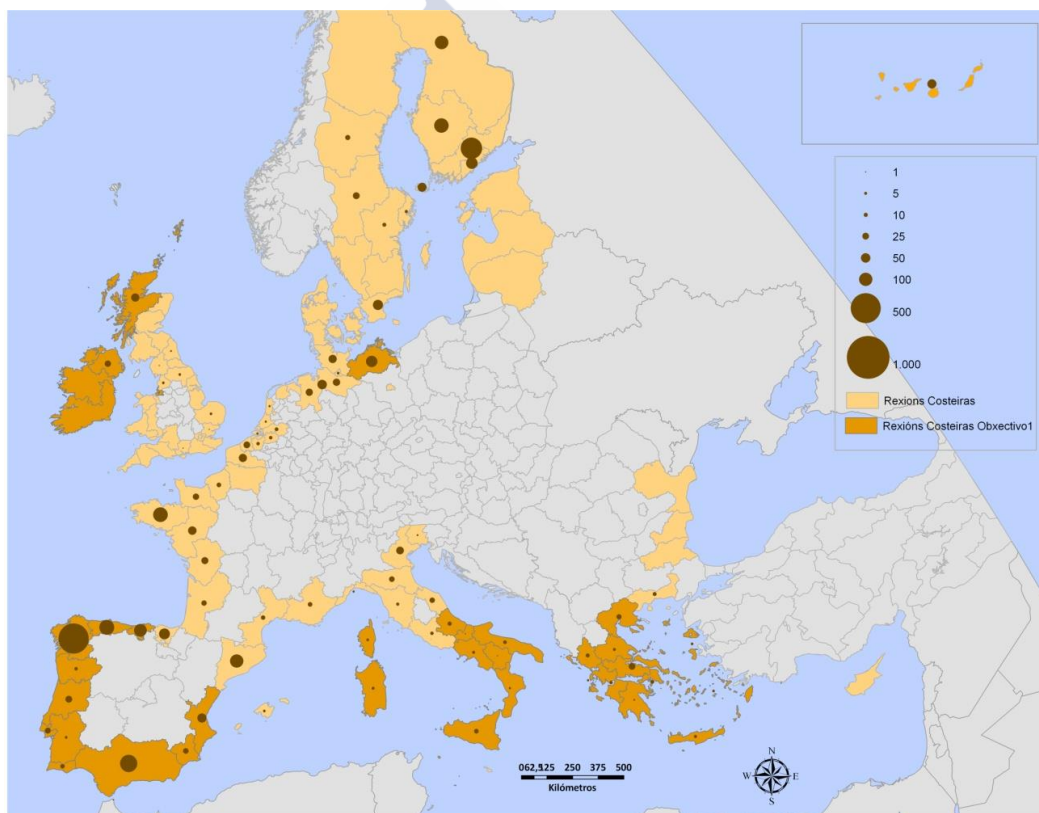 1
5
10
25
50
100
500
1.000
Rexions Costeiras
Rexións Costeiras Obxectivo1
062,5125 250 375 500
Kilómetros
N
W E
S